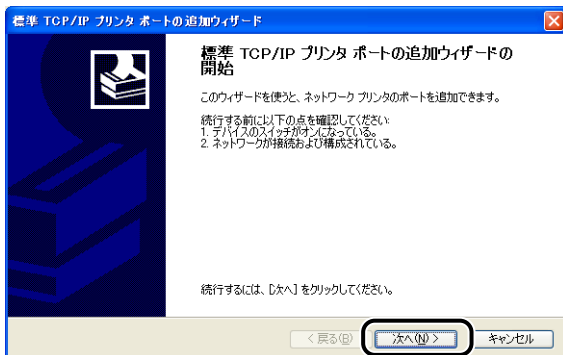 標準 TCP/IP プリンタ ポートの追加ウィザード
標準 TCP/IP プリンタ ポートの追加ウィザードの
開始
このウィザードを使うと、ネットワーク プリンタのポートを追加できます。
続行する前に以下の点を確認してください:
1. デバイスのスイッチがオンになっている。
2. ネットワークが接続および構成されている。
続行するには、[次へ] をクリックしてください。
< 戻る(B) 次へ(N) > キャンセル